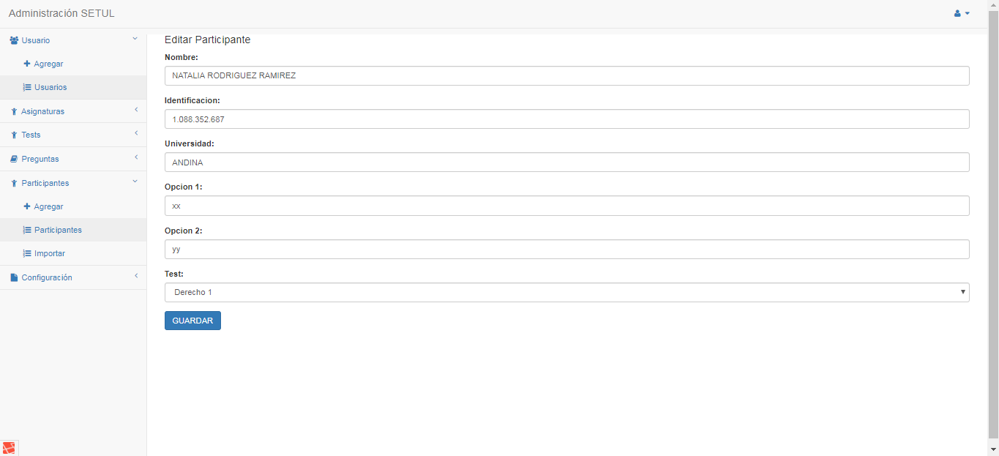 Administración SETUL
Usuario
Agregar
Usuarios
Asignaturas
Tests
Preguntas
Participantes
Agregar
Participantes
Importar
Configuración
Editar Participante
Nombre:
NATALIA RODRIGUEZ RAMIREZ
Identificacion:
1.088.352.687
Universidad:
ANDINA
Opcion 1:
xx
Opcion 2:
yy
Test:
Derecho 1
GUARDAR